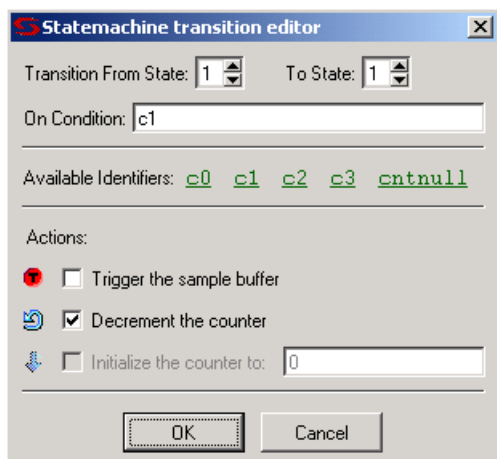 Statemachine transition editor
Transition From State: 1 To State: 1
On Condition: c1
Available Identifiers: c0 c1 c2 c3 cntnull
Actions:
T Trigger the sample buffer
Decrement the counter
Initialize the counter to: 0
OK Cancel